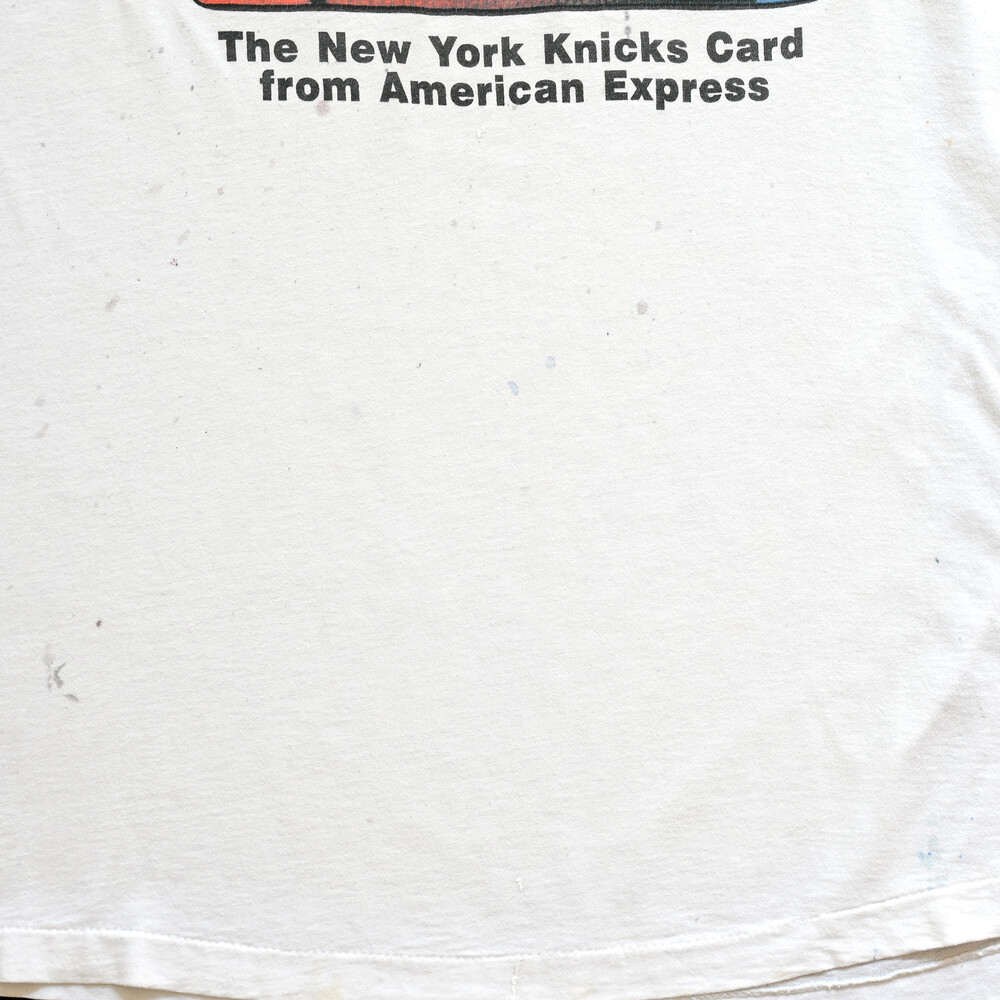 The New York Knicks Card
from American Express